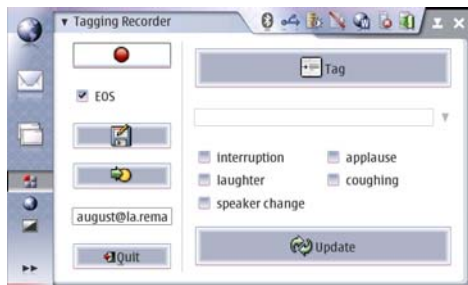 Tagging Recorder
Tag
EOS
interruption
applause
laughter
coughing
speaker change
august@la.rema
Update
Quit